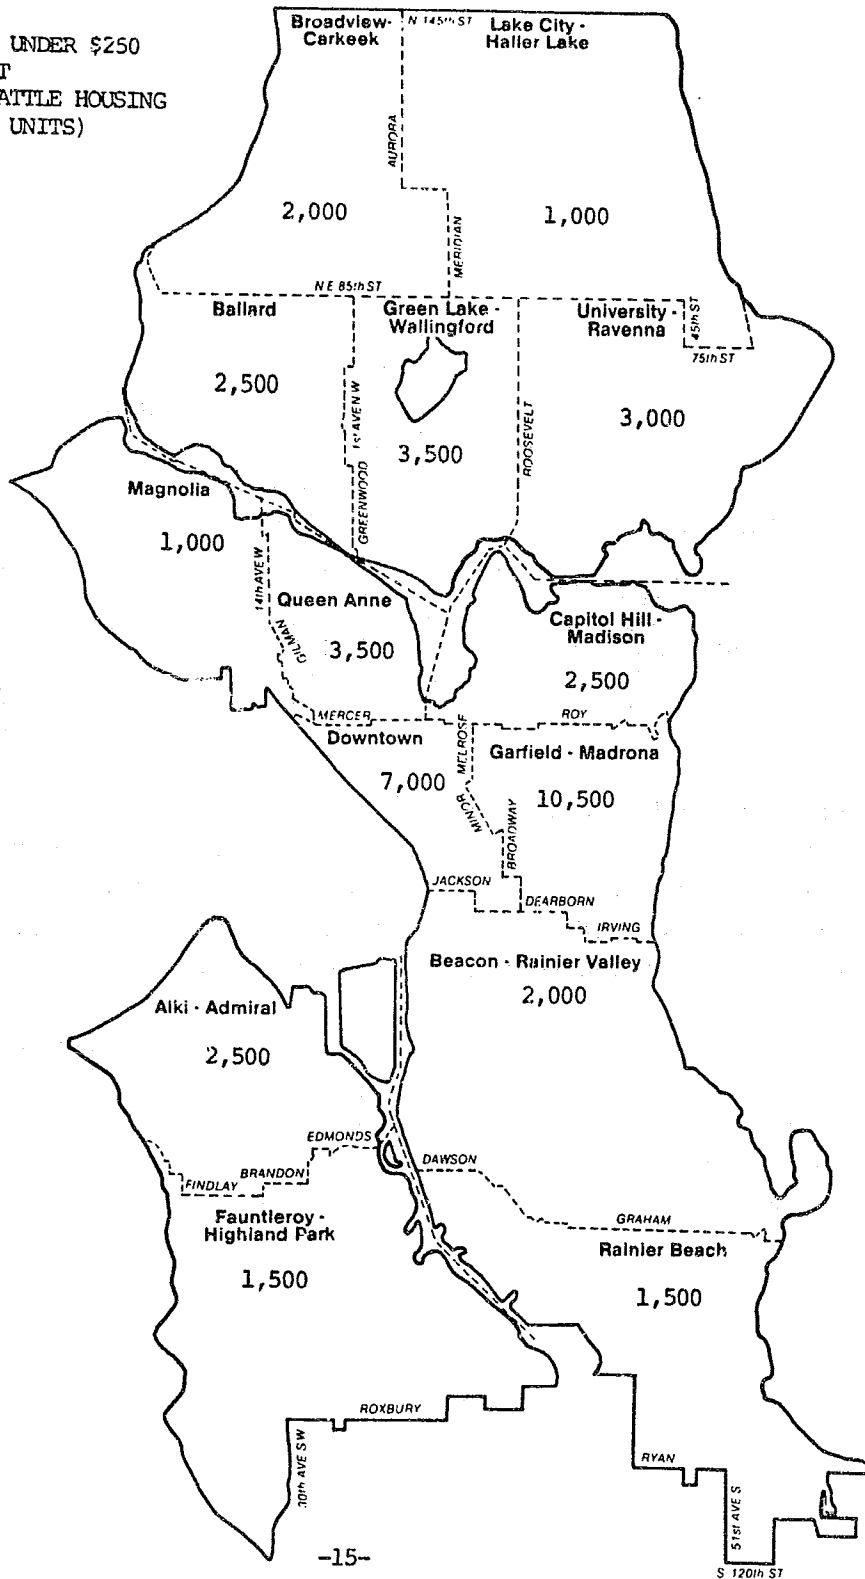 UNDER $250
T
ATTLE HOUSING
UNITS)
Broadview-
Carkeek
N 145th ST
Lake City -
Haller Lake
AURORA
2,000
1,000
MERIDIAN
N E 85th ST
Ballard
Green Lake -
Wallingford
University -
Ravenna
45th ST
75th ST
2,500
1st AVE N W
GREENWOOD
3,500
ROOSEVELT
3,000
Magnolia
1,000
14th AVE W
Queen Anne
GILMAN
3,500
Capitol Hill -
Madison
2,500
MERCER
ROY
Downtown
MELROSE
Garfield - Madrona
7,000
MINOR
10,500
BROADWAY
JACKSON
DEARBORN
IRVING
Beacon - Rainier Valley
2,000
Alki - Admiral
2,500
EDMONDS
BRANDON
FINDLAY
DAWSON
Fauntleroy -
Highland Park
GRAHAM
Rainier Beach
1,500
1,500
ROXBURY
30th AVE SW
RYAN
51st AVE S
-15-
S 120th ST